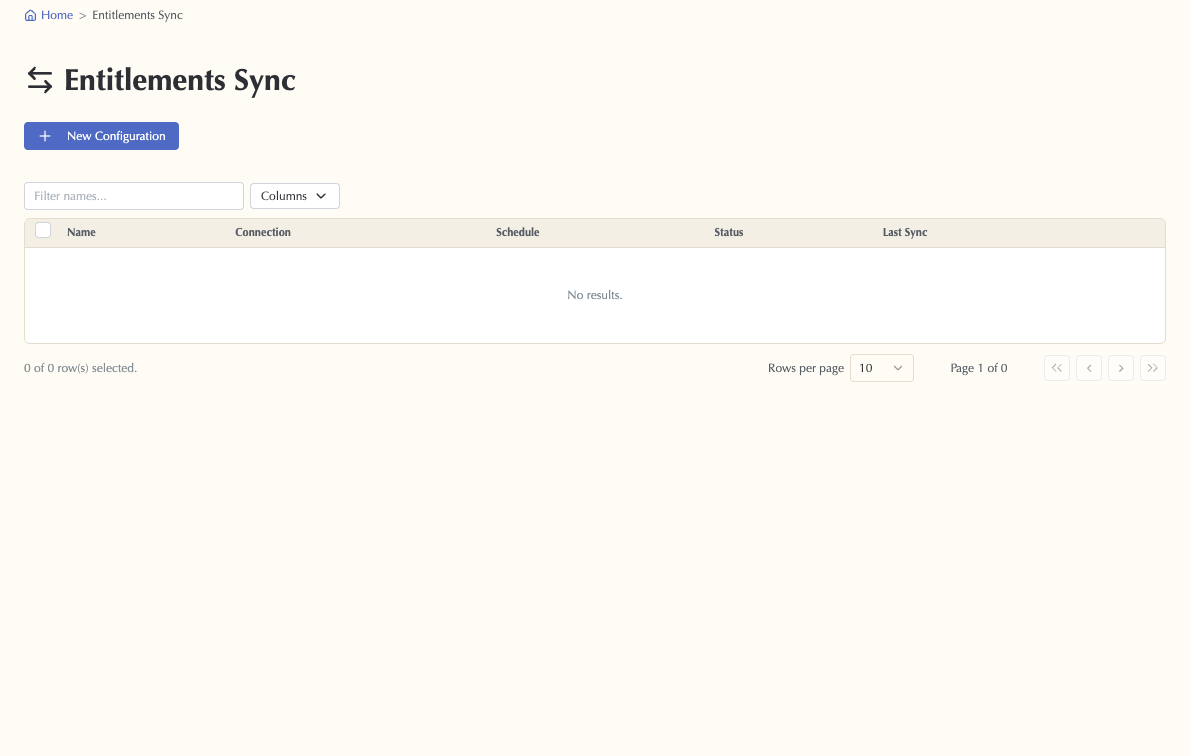 Home > Entitlements Sync
Entitlements Sync
New Configuration
Filter names... Columns
Name Connection Schedule Status Last Sync
No results.
0 of 0 row(s) selected. Rows per page 10 Page 1 of 0